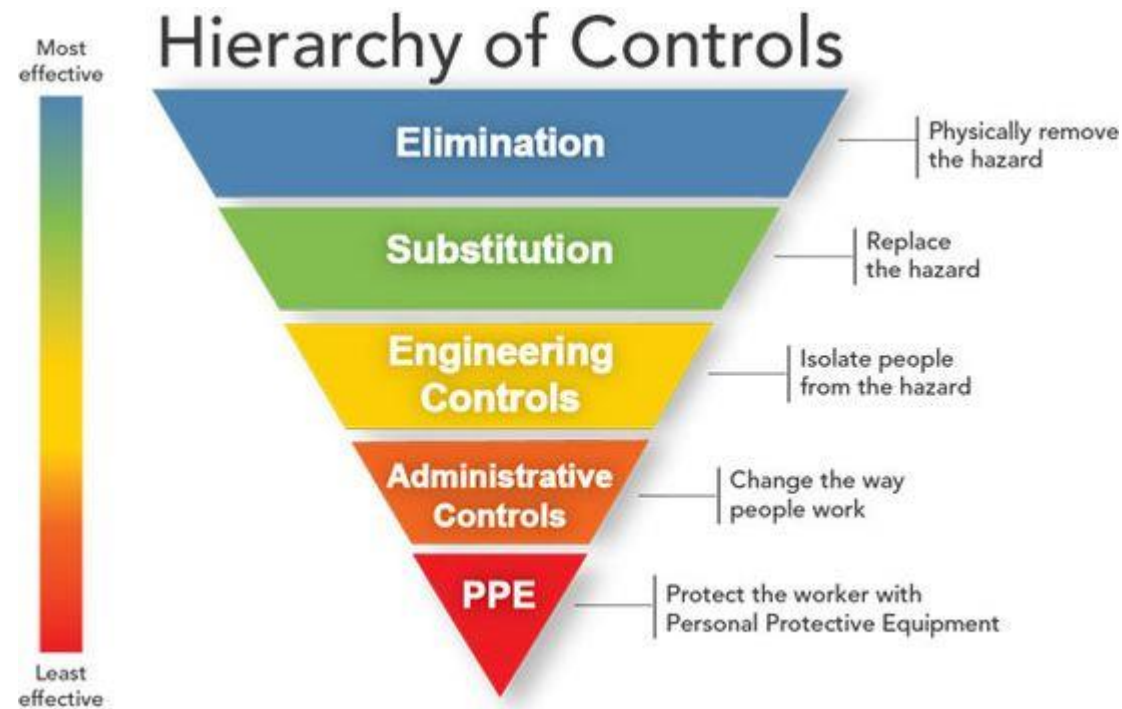 Hierarchy of Controls
Most
effective
Elimination
Physically remove
the hazard
Substitution
Replace
the hazard
Engineering
Controls
Isolate people
from the hazard
Administrative
Controls
Change the way
people work
PPE
Protect the worker with
Personal Protective Equipment
Least
effective